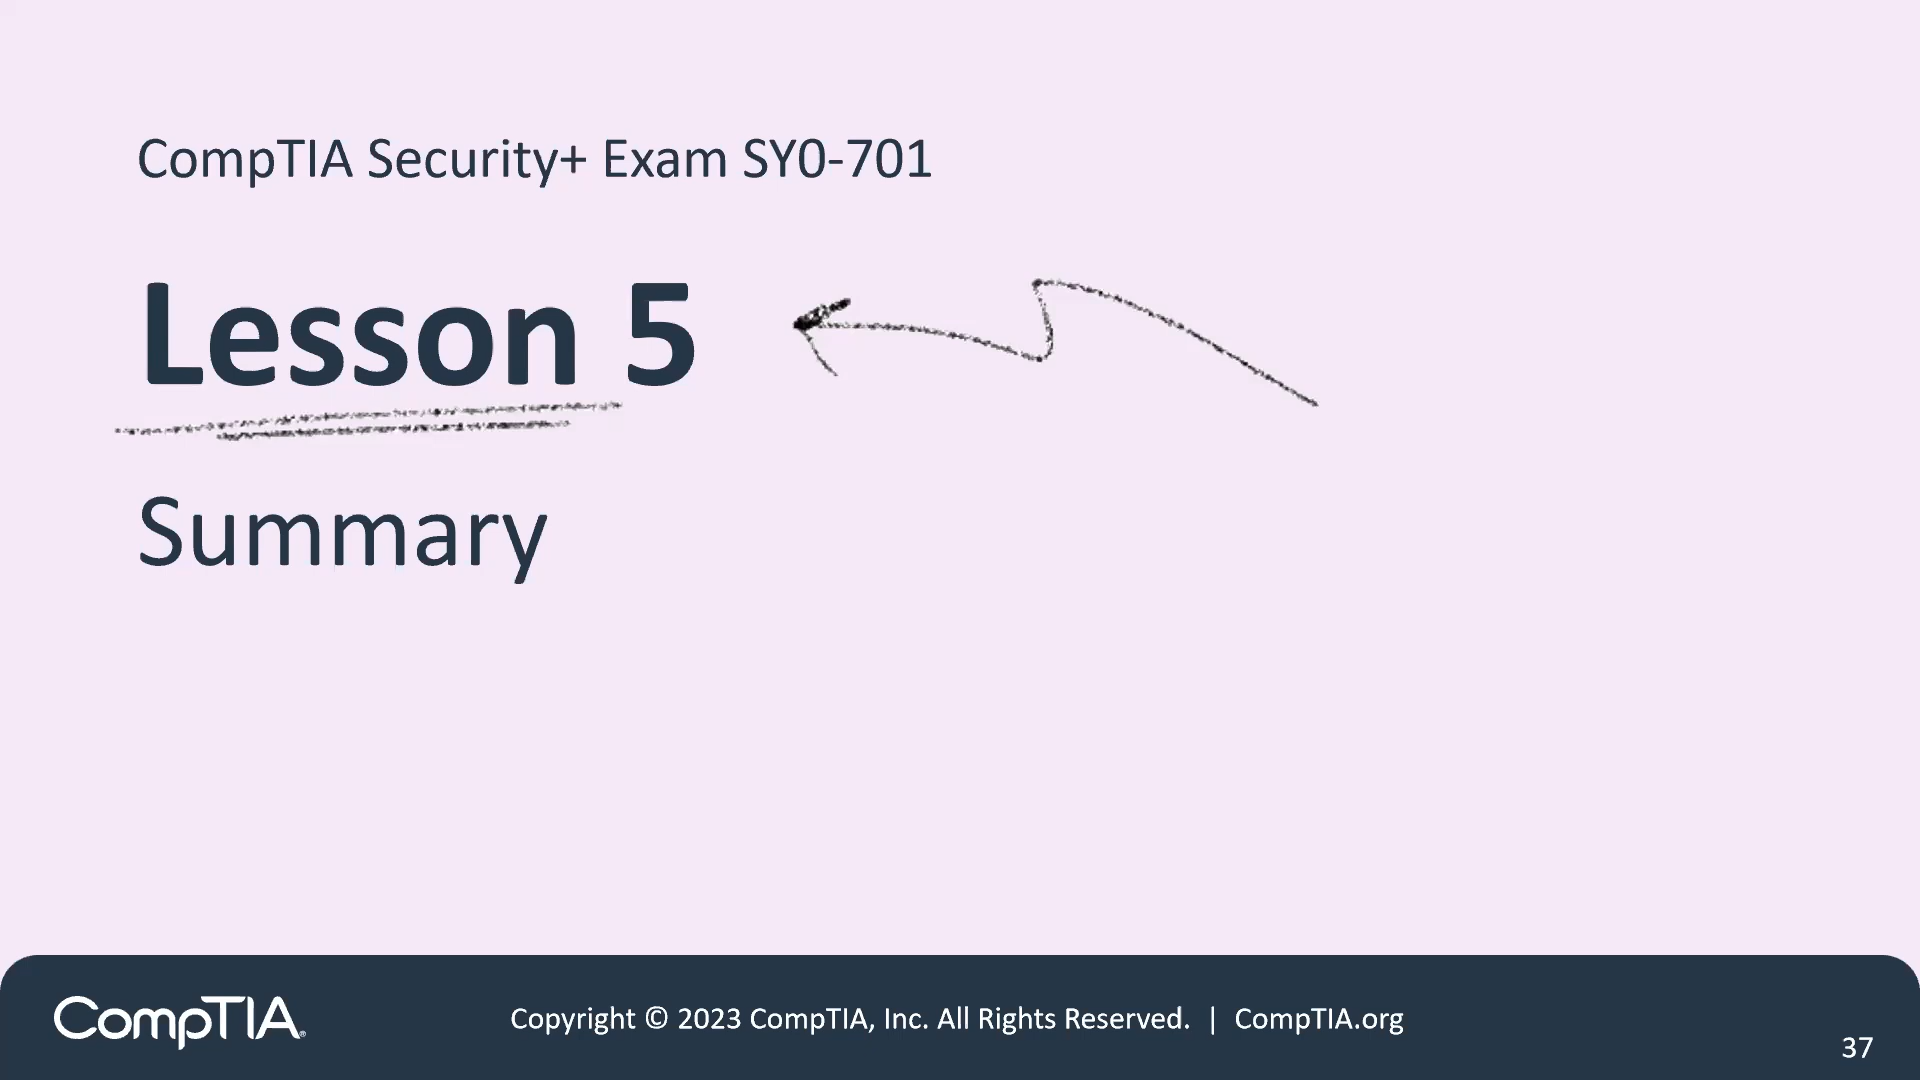 CompTIA Security+ Exam SY0-701
Lesson 5
Summary
CompTIA®
Copyright © 2023 CompTIA, Inc. All Rights Reserved. | CompTIA.org
37